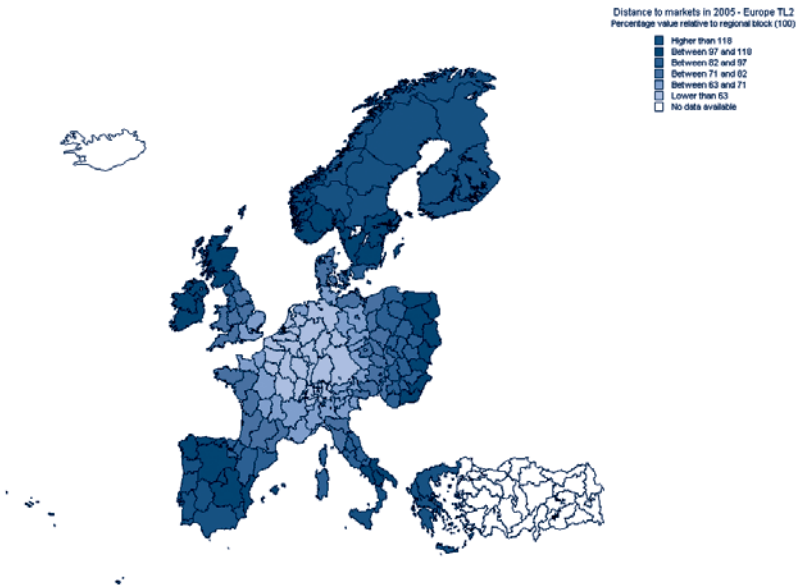 Distance to markets in 2005 - Europe TL2
Percentage value relative to regional block (100)
Higher than 118
Between 97 and 118
Between 82 and 97
Between 71 and 82
Between 63 and 71
Lower than 63
No data available